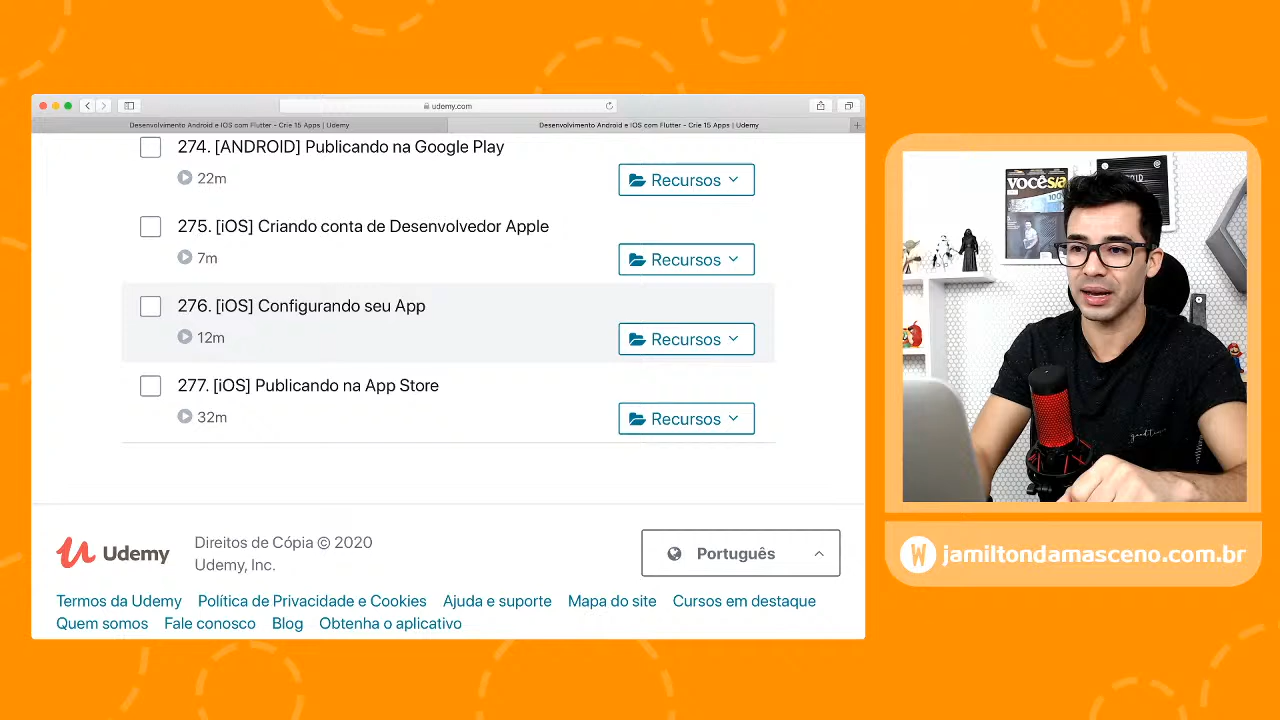 udemy.com
Desenvolvimento Android e IOS com Flutter - Crie 15 Apps | Udemy
Desenvolvimento Android e IOS com Flutter - Crie 15 Apps | Udemy
274. [ANDROID] Publicando na Google Play
22m
Recursos
275. [iOS] Criando conta de Desenvolvedor Apple
7m
Recursos
276. [iOS] Configurando seu App
12m
Recursos
277. [iOS] Publicando na App Store
32m
Recursos
Udemy
Direitos de Cópia © 2020
Udemy, Inc.
Português
Termos da Udemy Política de Privacidade e Cookies Ajuda e suporte Mapa do site Cursos em destaque
Quem somos Fale conosco Blog Obtenha o aplicativo
VOCÊ S/A
jamiltondamasceno.com.br